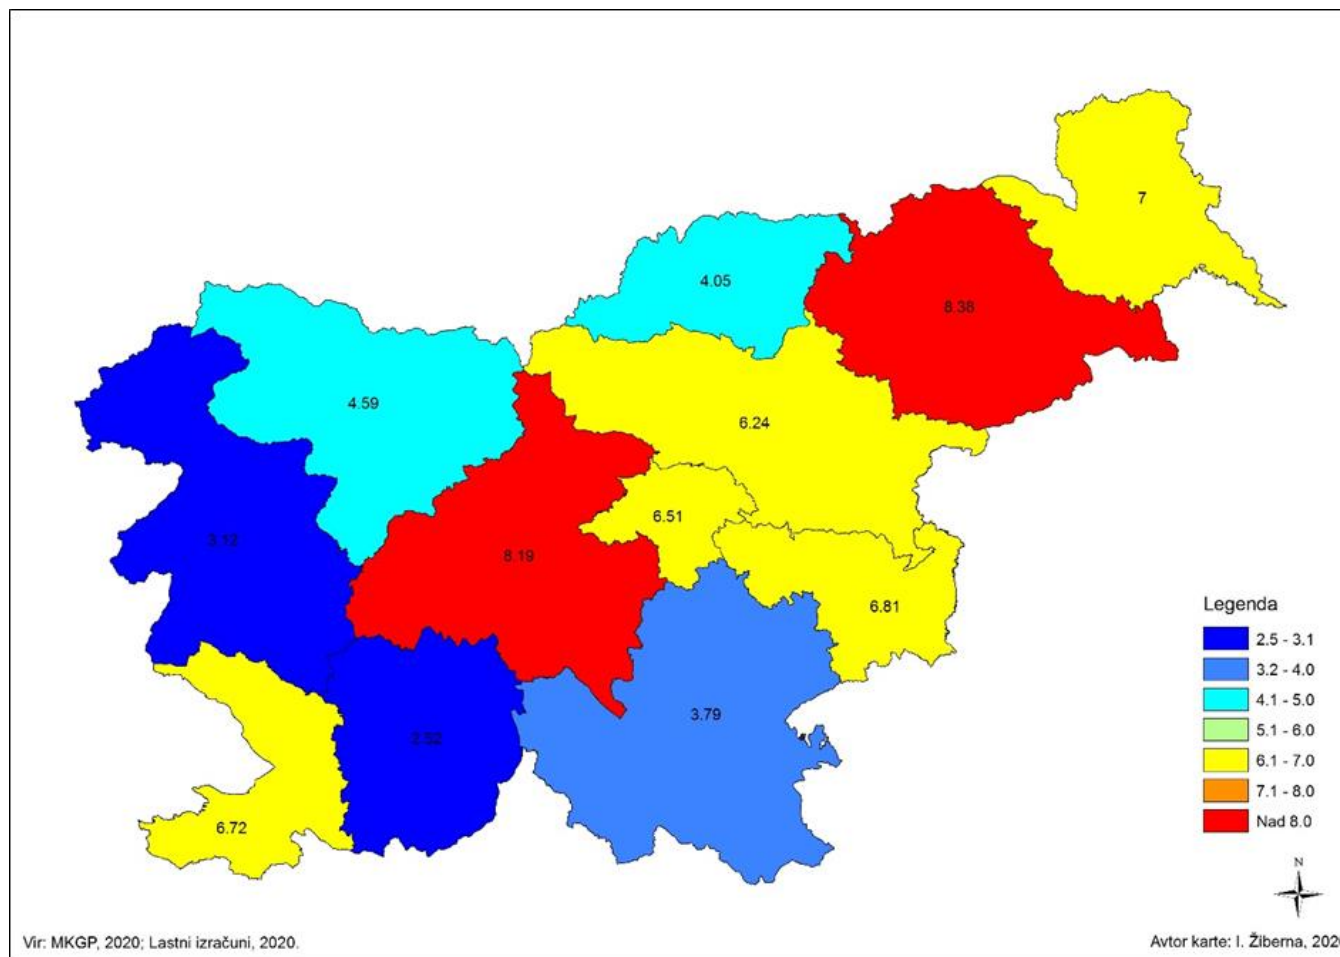 7
4.05
8.38
4.59
6.24
6.51
3.12
8.19
6.81
3.79
2.52
6.72
Legenda
2.5 - 3.1
3.2 - 4.0
4.1 - 5.0
5.1 - 6.0
6.1 - 7.0
7.1 - 8.0
Nad 8.0
N
Vir: MKGP, 2020; Lastni izračuni, 2020.
Avtor karte: I. Žiberna, 2020